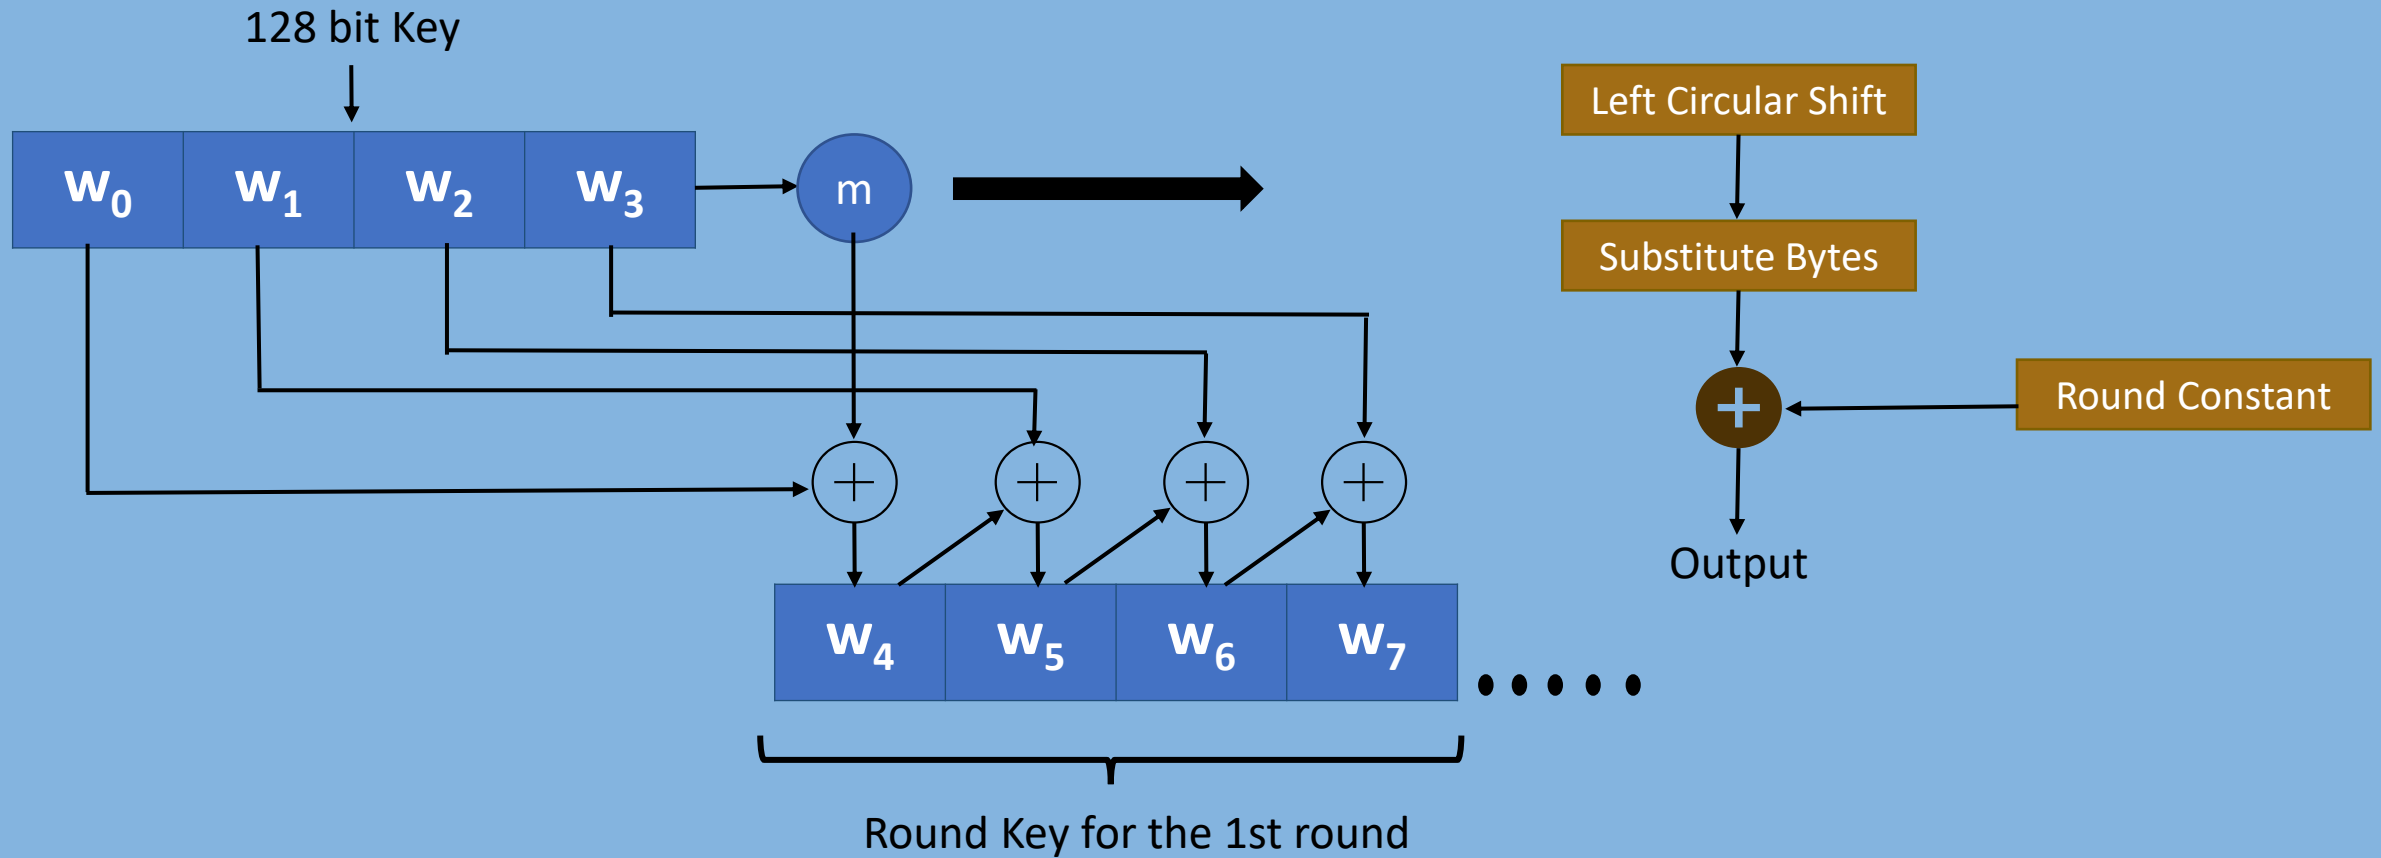 128 bit Key
w0 w1 w2 w3
m
Left Circular Shift
Substitute Bytes
+
Round Constant
+ + + +
Output
w4 w5 w6 w7
Round Key for the 1st round